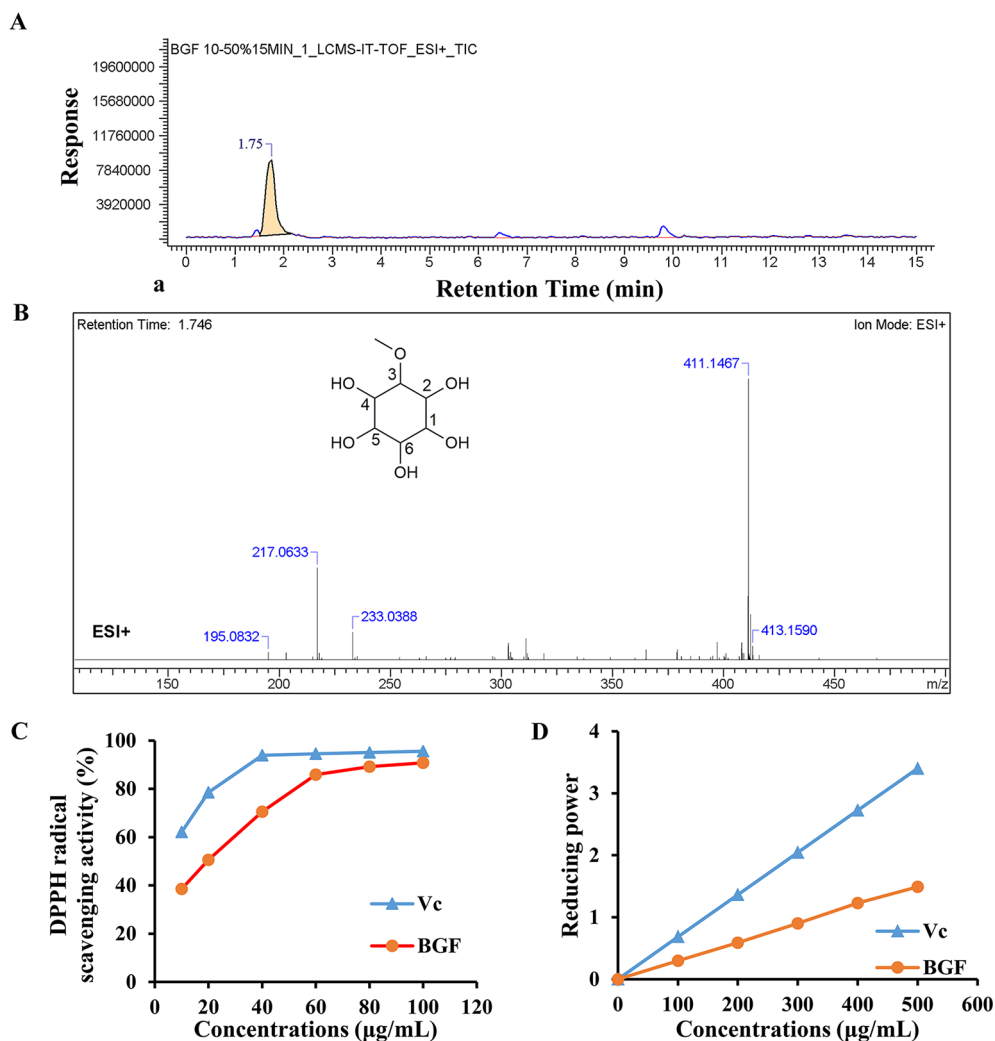 A
BGF 10-50%15MIN_1_LCMS-IT-TOF_ESI+_TIC
19600000
15680000
11760000
7840000
3920000
Response
1.75
0 1 2 3 4 5 6 7 8 9 10 11 12 13 14 15
a
Retention Time (min)
B
Retention Time: 1.746
Ion Mode: ESI+
411.1467
O
3
HO 4 2 OH
HO 5 1 OH
6
OH
217.0633
233.0388
195.0832
413.1590
ESI+
150 200 250 300 350 400 450 m/z
C
100
80
60
40
20
0
DPPH radical
scavenging activity (%)
Vc
BGF
0 20 40 60 80 100 120
Concentrations (μg/mL)
D
4
3
2
1
0
Reducing power
Vc
BGF
0 100 200 300 400 500 600
Concentrations (μg/mL)